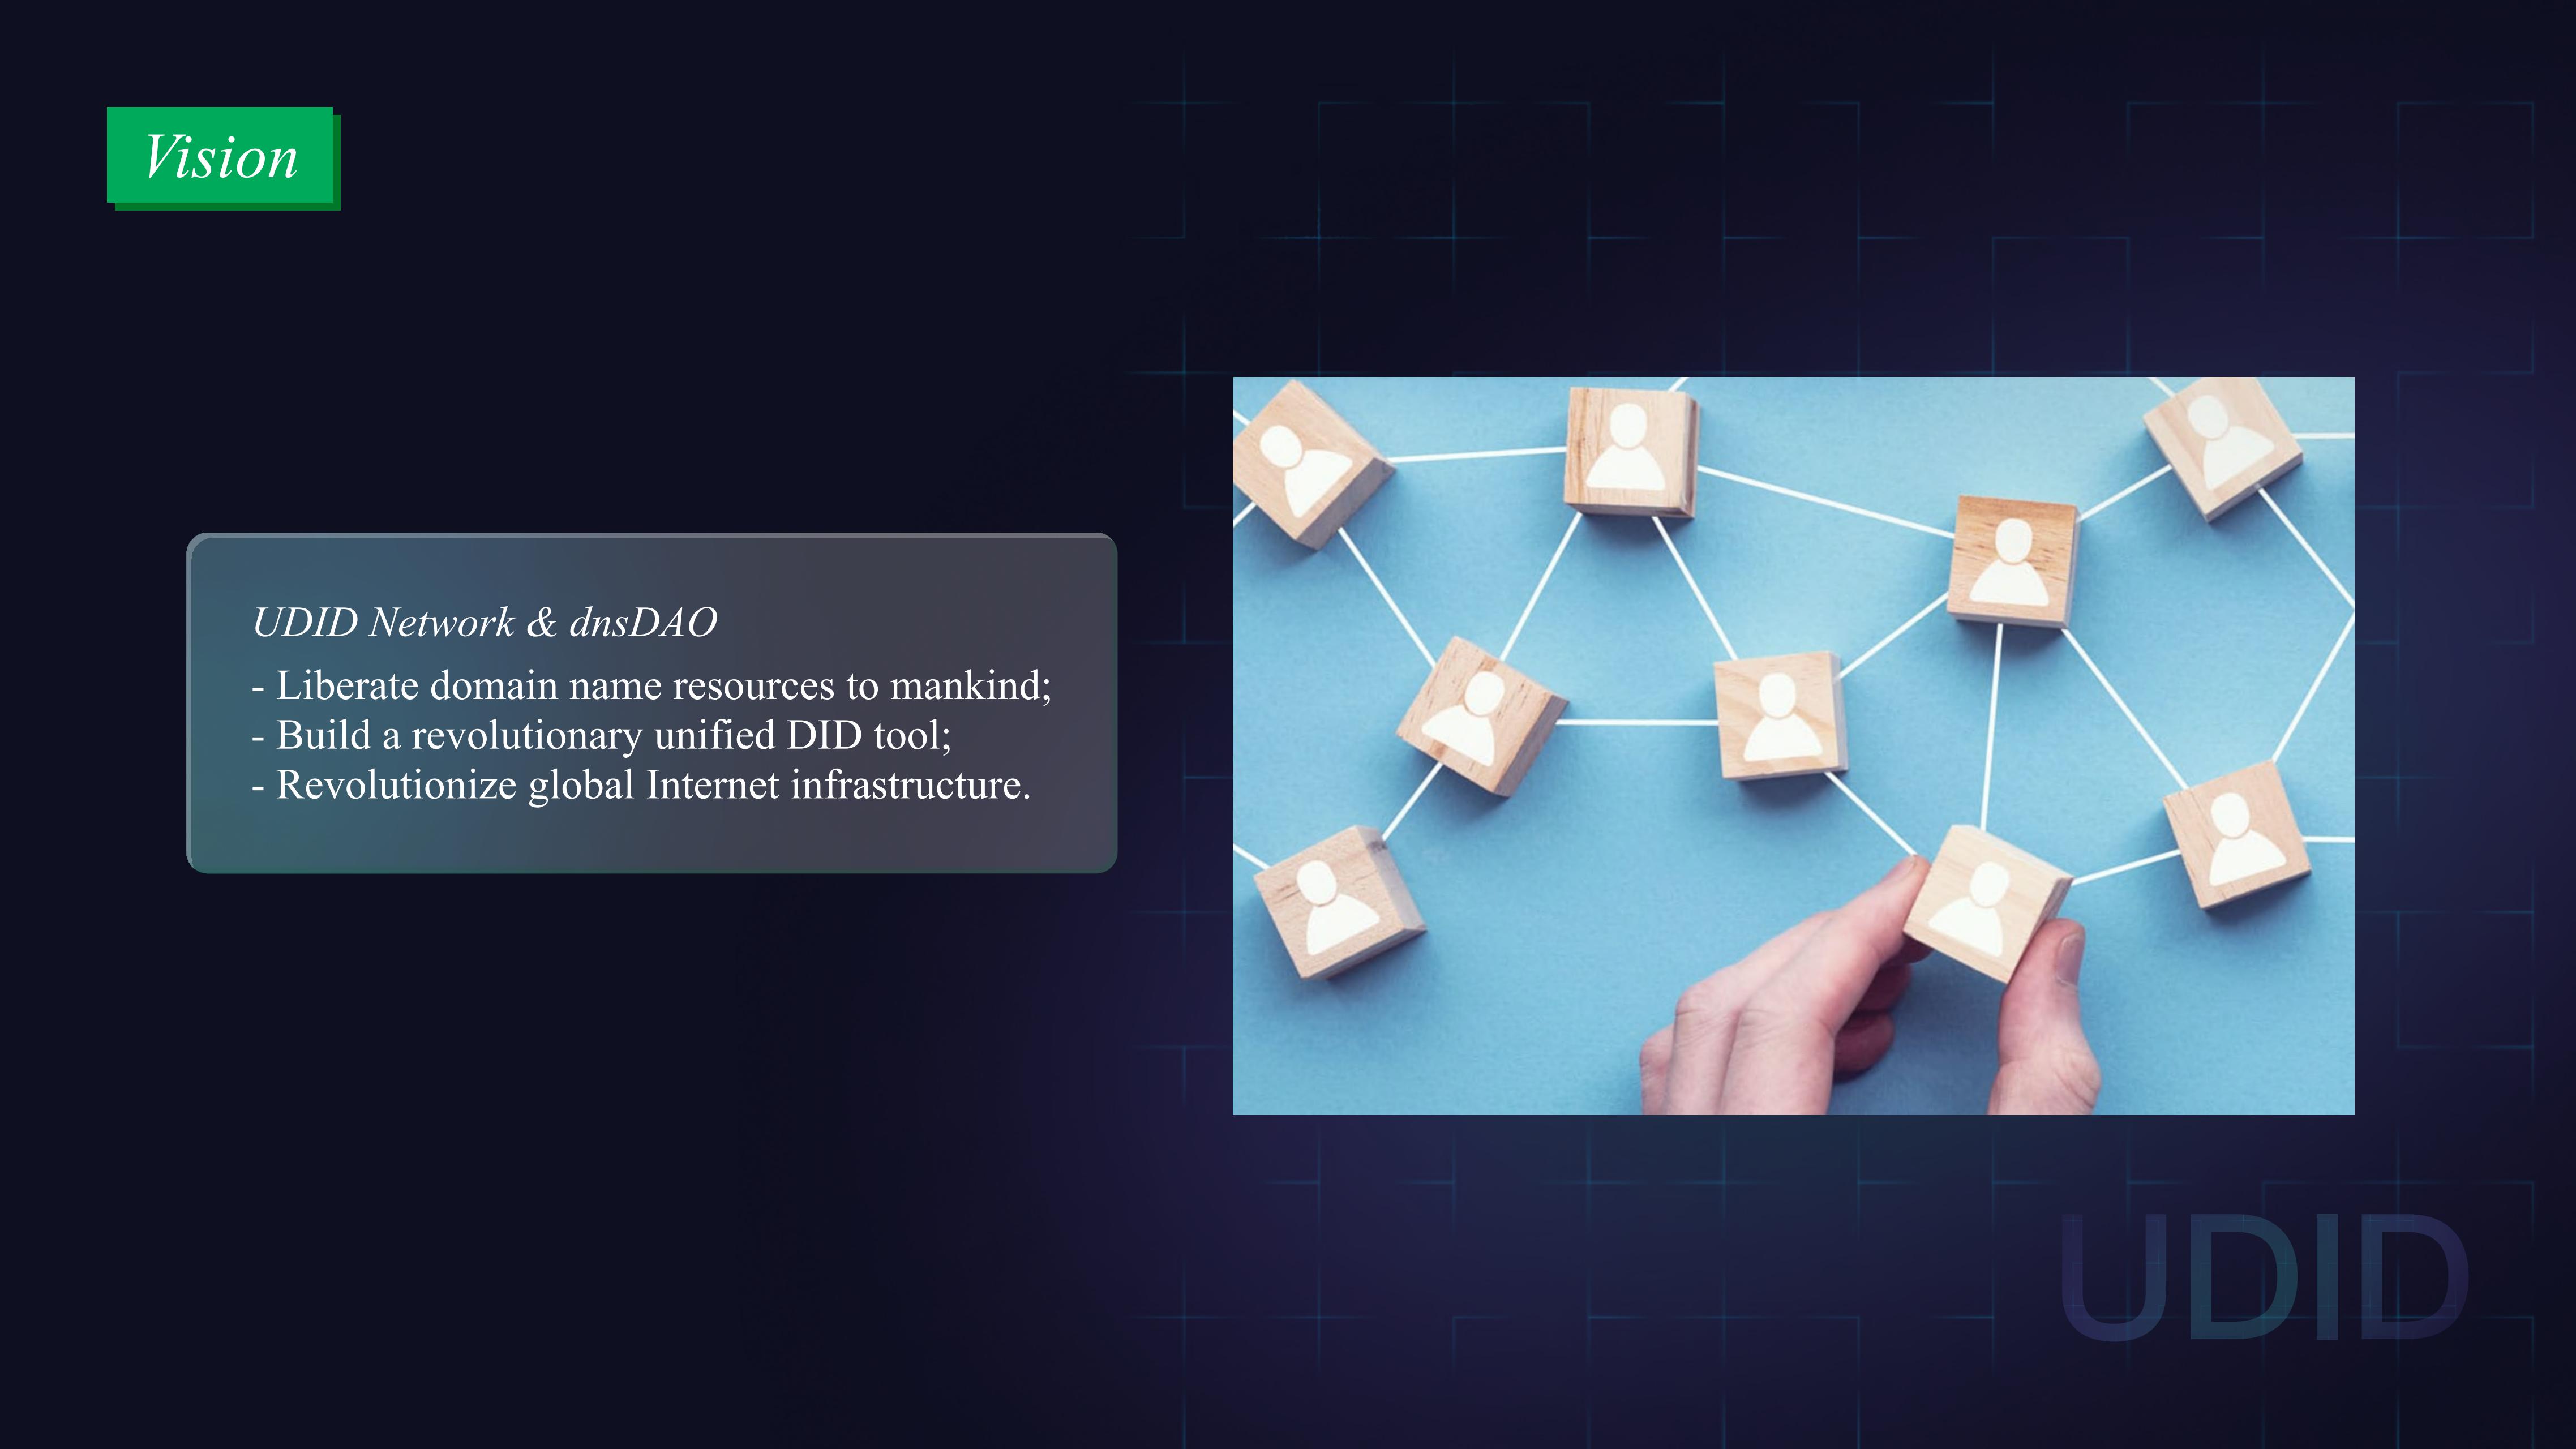 Vision
UDID Network & dnsDAO
- Liberate domain name resources to mankind;
- Build a revolutionary unified DID tool;
- Revolutionize global Internet infrastructure.
UDID